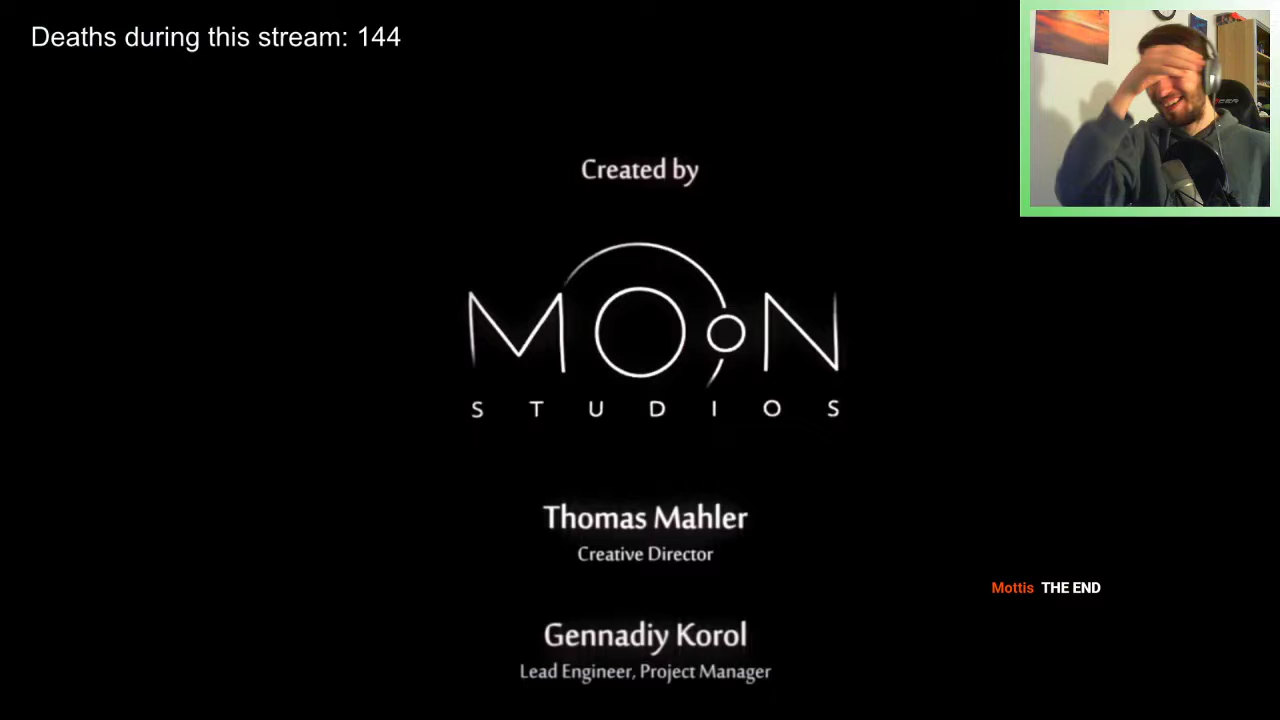 Deaths during this stream: 144
Created by
MOON
STUDIOS
Thomas Mahler
Creative Director
Mottis THE END
Gennadiy Korol
Lead Engineer, Project Manager